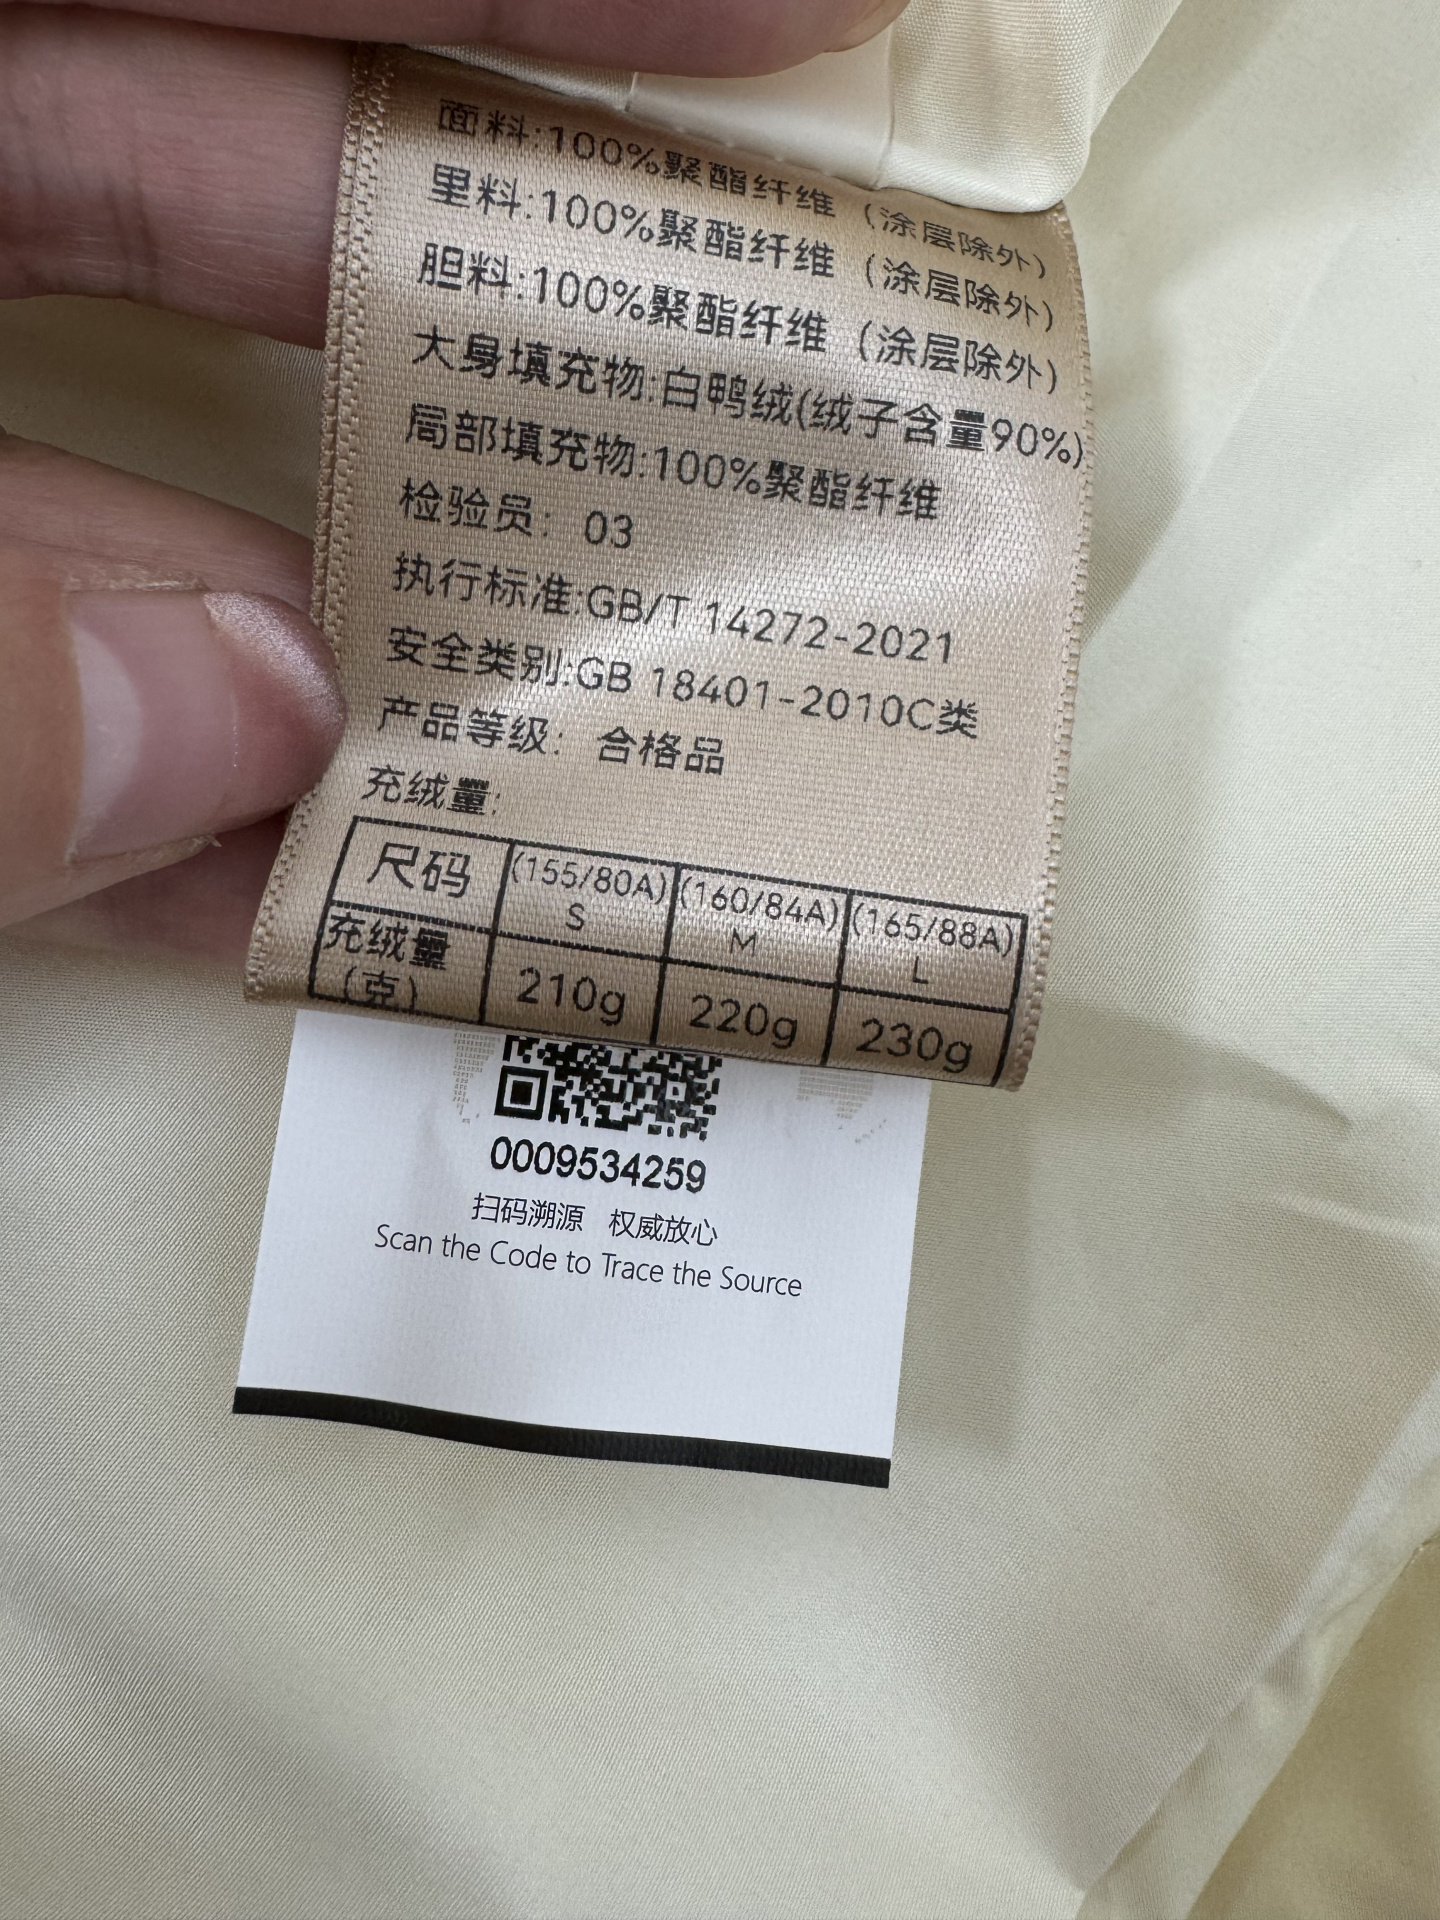 面料:100%聚酯纤维（涂层除外）
里料:100%聚酯纤维（涂层除外）
胆料:100%聚酯纤维（涂层除外）
大身填充物:白鸭绒(绒子含量90%)
局部填充物:100%聚酯纤维
检验员：03
执行标准:GB/T 14272-2021
安全类别:GB 18401-2010C类
产品等级：合格品
充绒量:
尺码 (155/80A) S (160/84A) M (165/88A) L
充绒量（克） 210g 220g 230g
0009534259
扫码溯源 权威放心
Scan the Code to Trace the Source